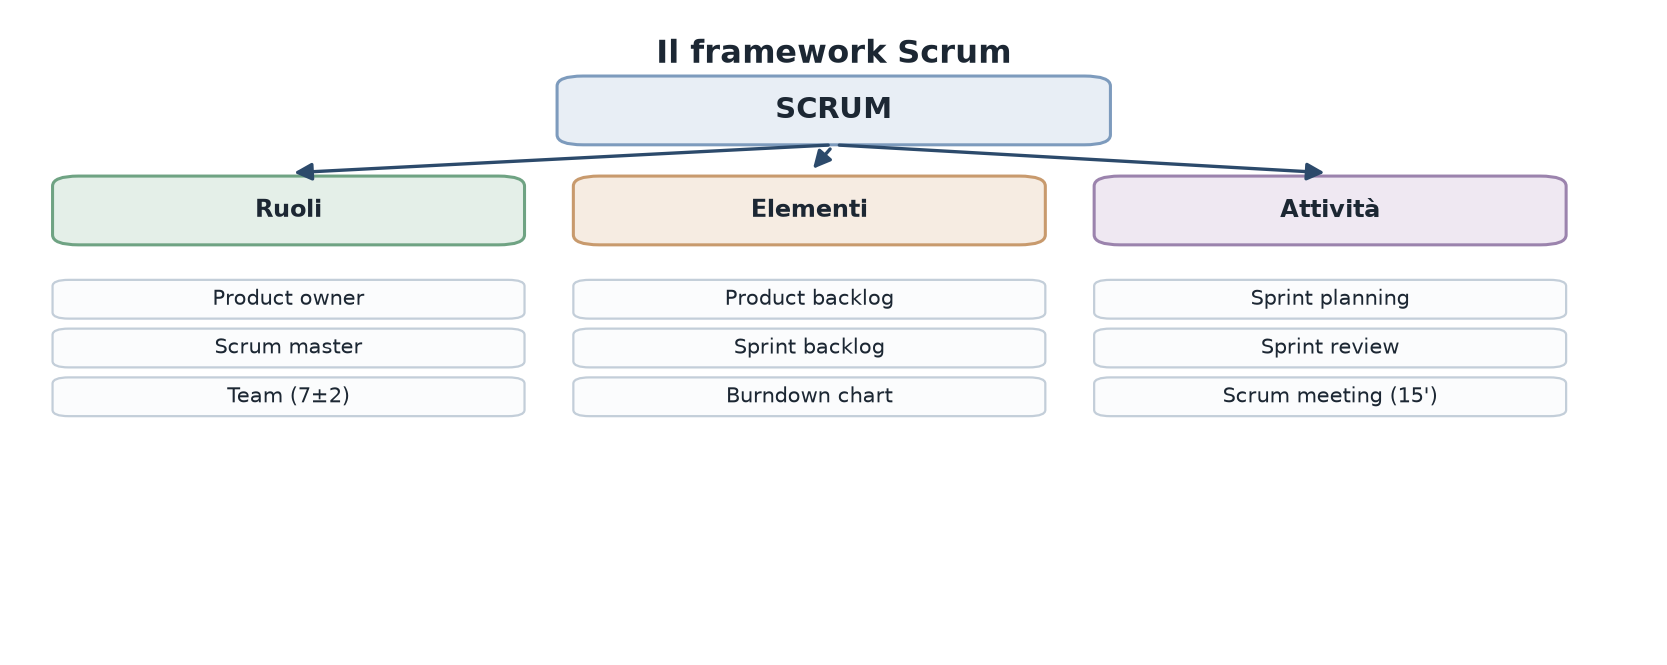 Il framework Scrum
SCRUM
Ruoli
Elementi
Attività
Product owner
Product backlog
Sprint planning
Scrum master
Sprint backlog
Sprint review
Team (7±2)
Burndown chart
Scrum meeting (15')